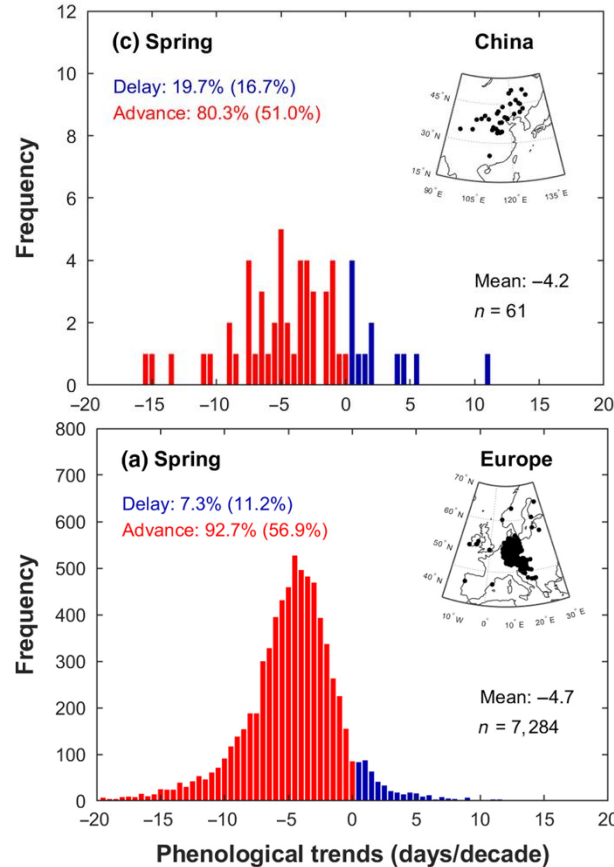 (c) Spring
China
Delay: 19.7% (16.7%)
Advance: 80.3% (51.0%)
45°N
30°N
15°N
90°E
105°E
120°E
135°E
Mean: −4.2
n = 61
Frequency
12
10
8
6
4
2
0
−20 −15 −10 −5 0 5 10 15 20
(a) Spring
Europe
Delay: 7.3% (11.2%)
Advance: 92.7% (56.9%)
70°N
60°N
50°N
40°N
10°W
0°
10°E
20°E
30°E
Mean: −4.7
n = 7,284
Frequency
800
700
600
500
400
300
200
100
0
−20 −15 −10 −5 0 5 10 15 20
Phenological trends (days/decade)